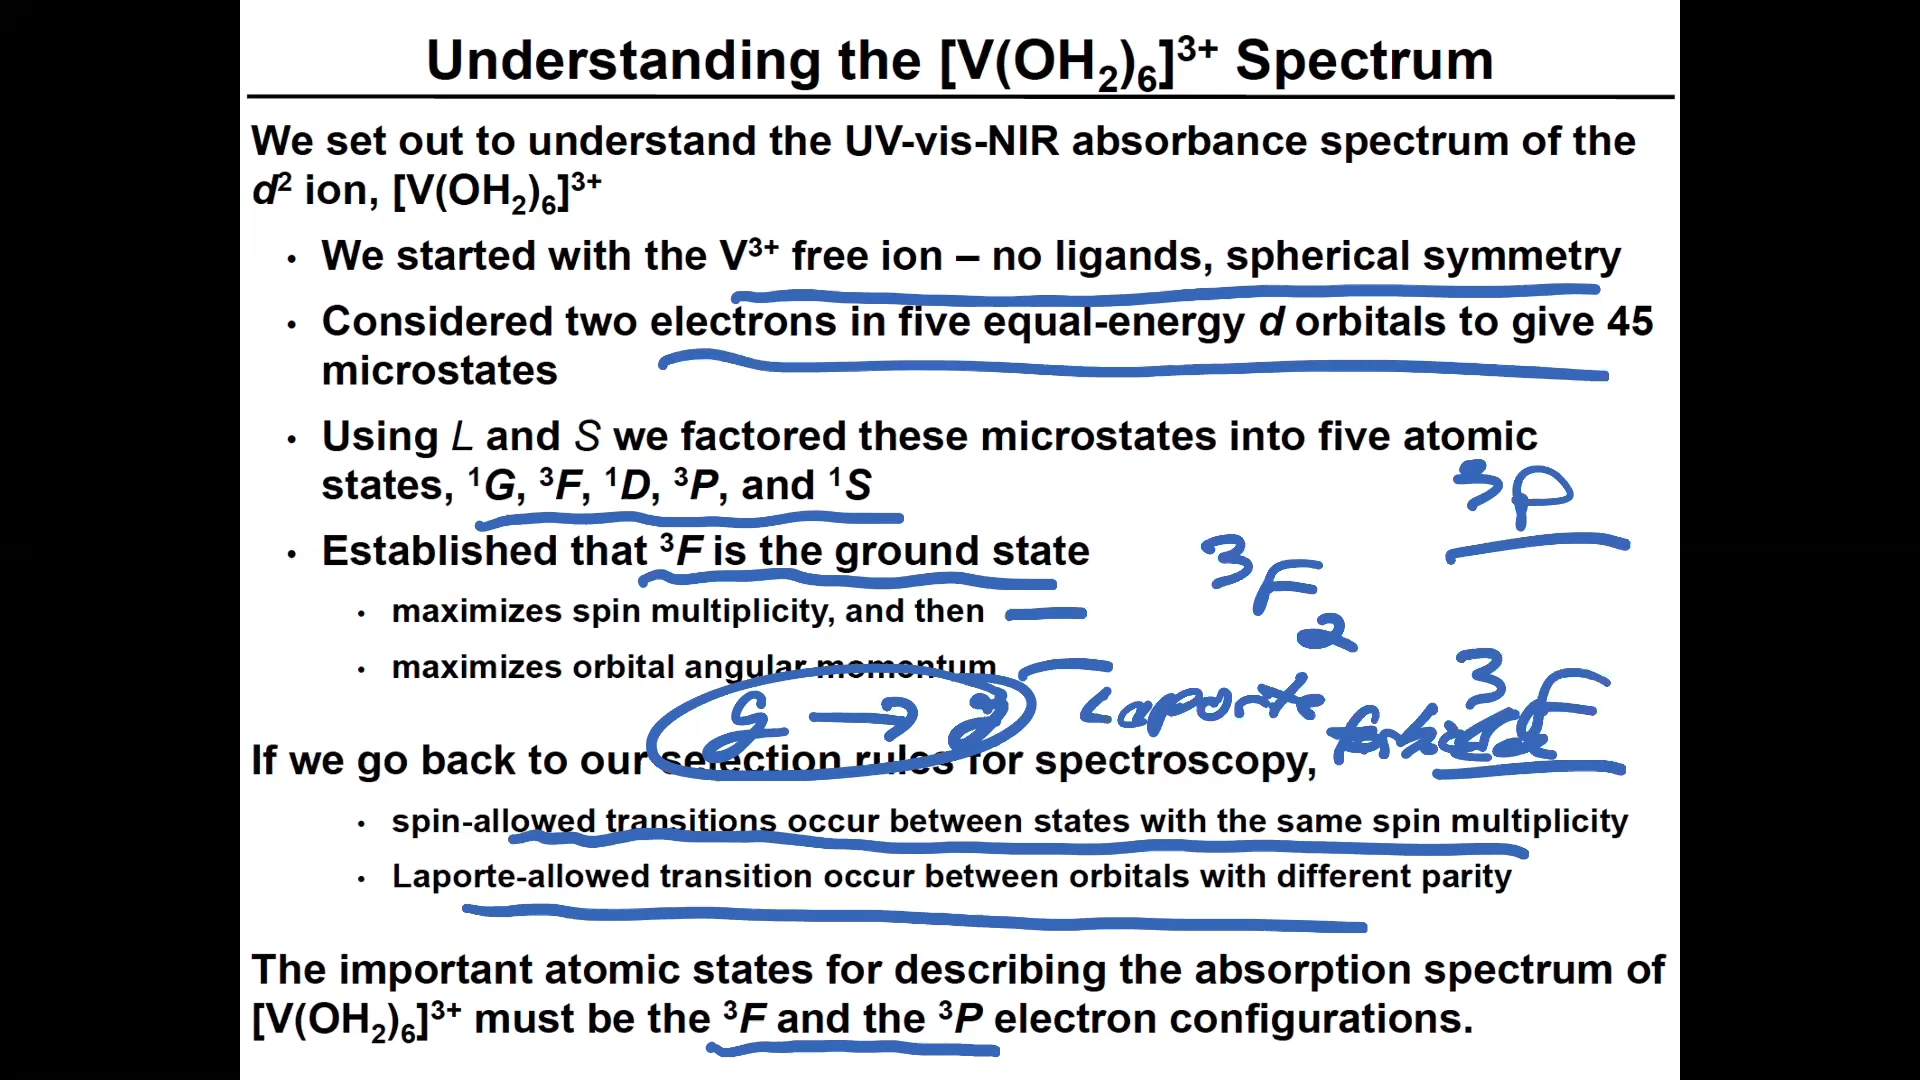 Understanding the [V(OH₂)₆]³⁺ Spectrum
We set out to understand the UV-vis-NIR absorbance spectrum of the
d² ion, [V(OH₂)₆]³⁺
• We started with the V³⁺ free ion – no ligands, spherical symmetry
• Considered two electrons in five equal-energy d orbitals to give 45
microstates
• Using L and S we factored these microstates into five atomic
states, ¹G, ³F, ¹D, ³P, and ¹S
³P
• Established that ³F is the ground state
³F₂
• maximizes spin multiplicity, and then
• maximizes orbital angular momentum
g → g Laporte forbidden
³F
If we go back to our selection rules for spectroscopy,
• spin-allowed transitions occur between states with the same spin multiplicity
• Laporte-allowed transition occur between orbitals with different parity
The important atomic states for describing the absorption spectrum of
[V(OH₂)₆]³⁺ must be the ³F and the ³P electron configurations.